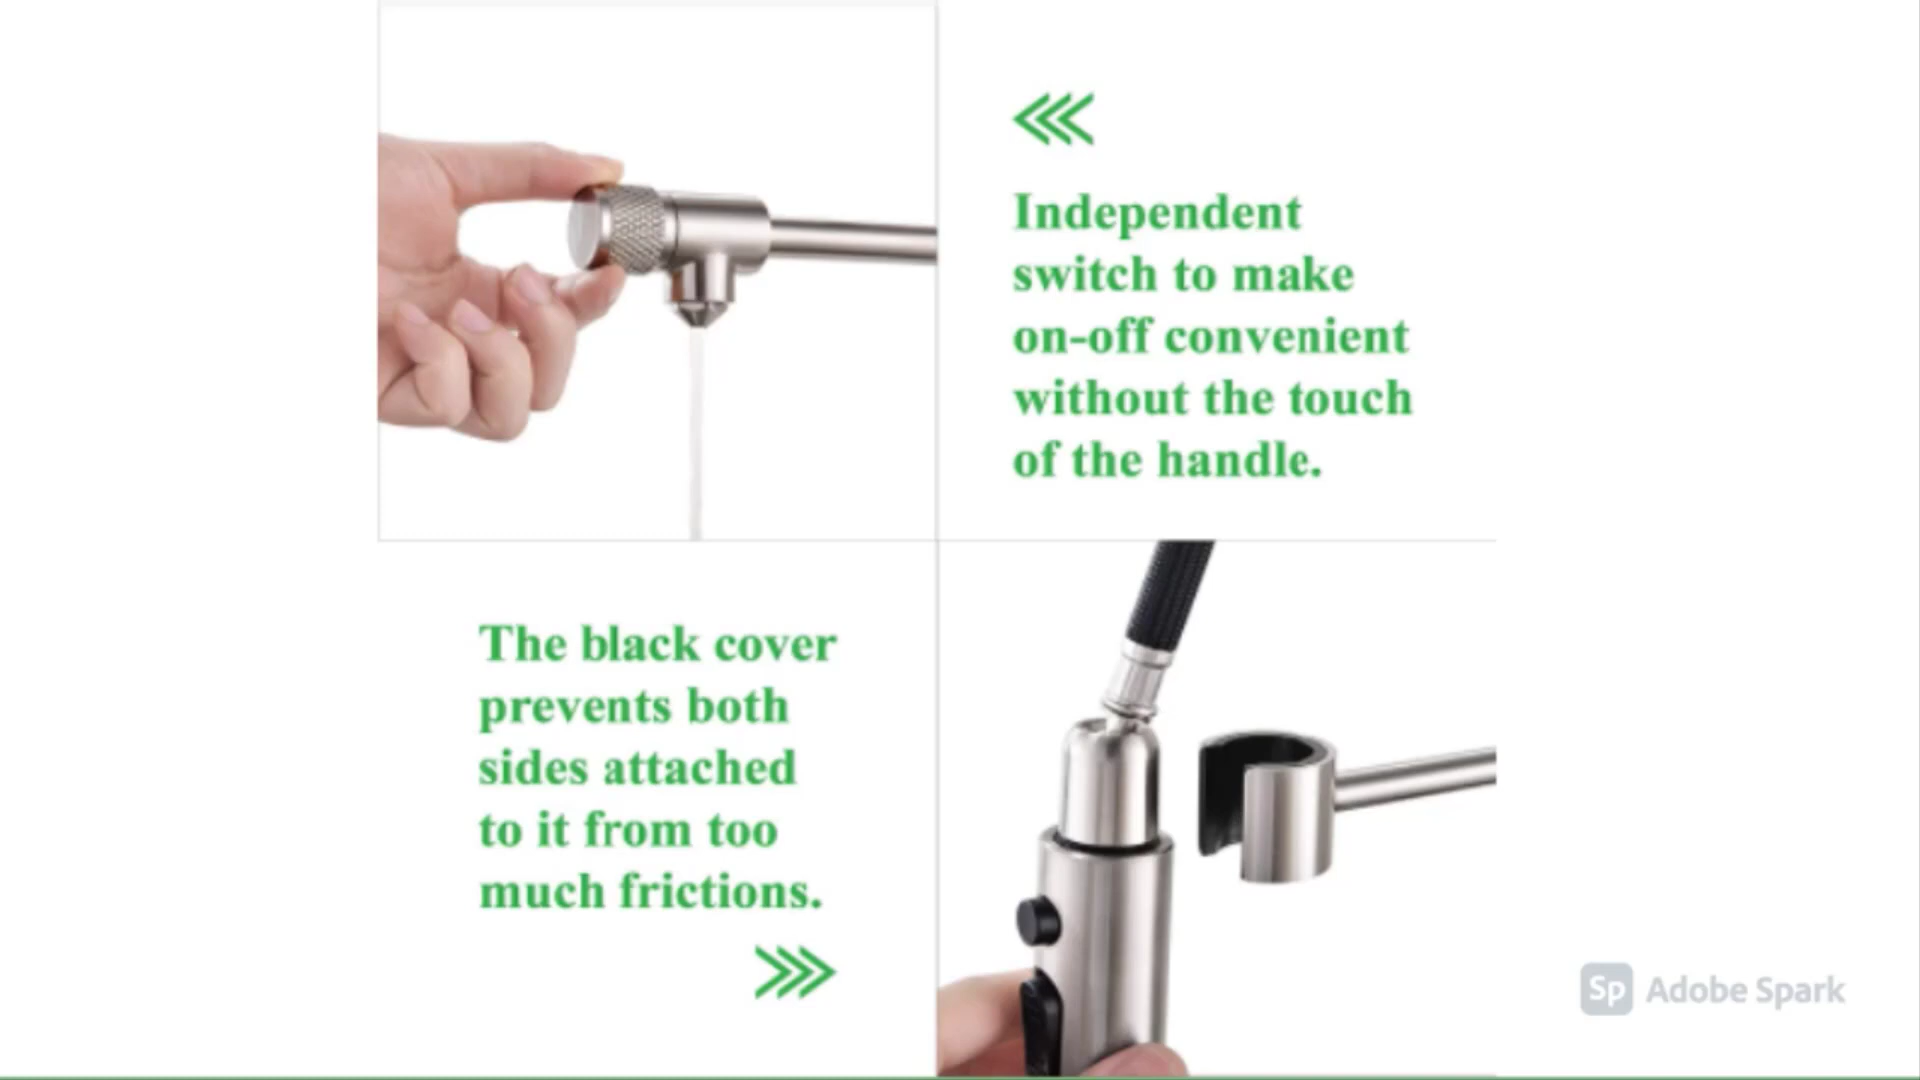 Independent
switch to make
on-off convenient
without the touch
of the handle.
The black cover
prevents both
sides attached
to it from too
much frictions.
Sp Adobe Spark